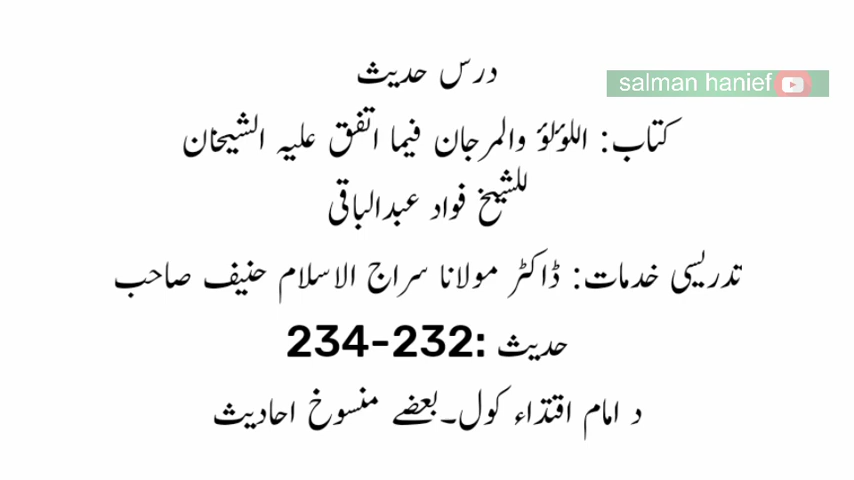 درس حدیث
salman hanief
کتاب: اللؤلؤ والمرجان فیما اتفق علیہ الشیخان
للشیخ فواد عبدالباقی
تدریسی خدمات: ڈاکٹر مولانا سراج الاسلام حنیف صاحب
حدیث :232-234
د امام اقتداء کول۔بعضے منسوخ احادیث